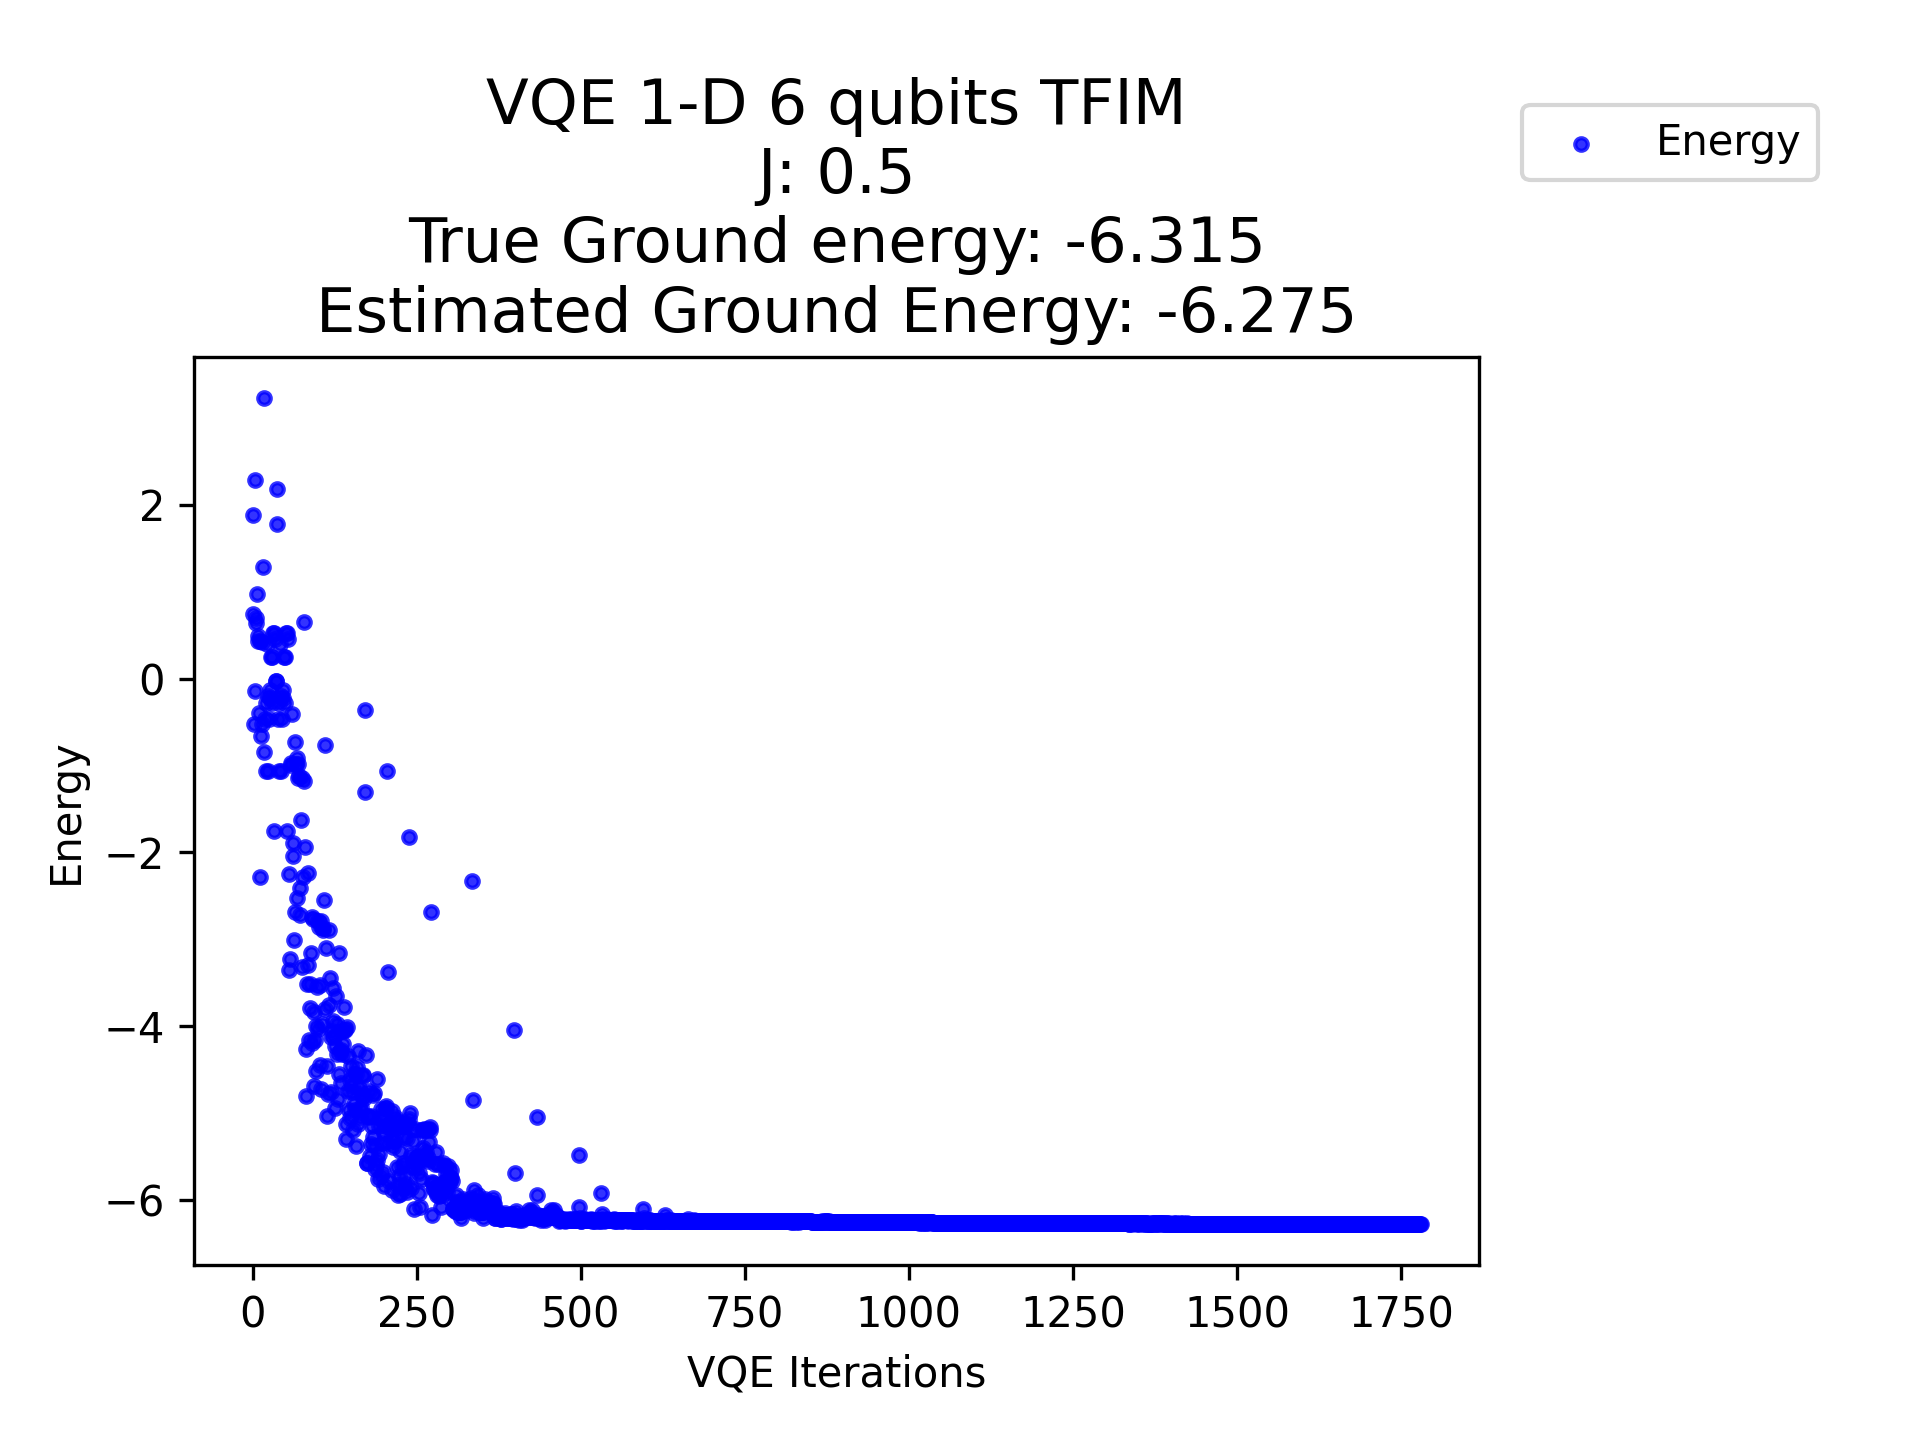 VQE 1-D 6 qubits TFIM
J: 0.5
True Ground energy: -6.315
Estimated Ground Energy: -6.275
Energy
2
0
−2
−4
−6
Energy
0 250 500 750 1000 1250 1500 1750
VQE Iterations